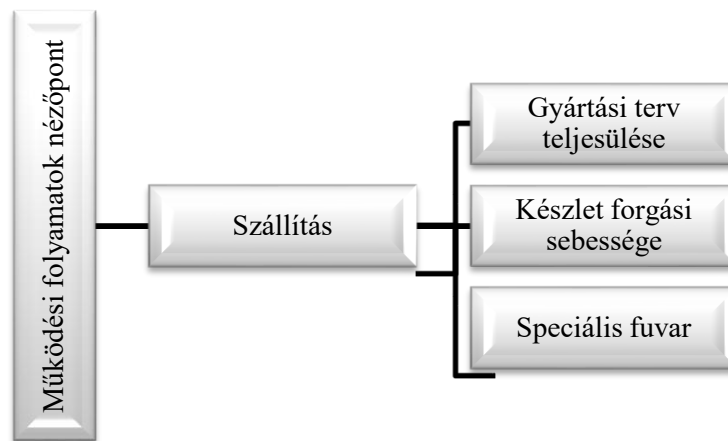 Működési folyamatok nézőpont
Szállítás
Gyártási terv
teljesülése
Készlet forgási
sebessége
Speciális fuvar